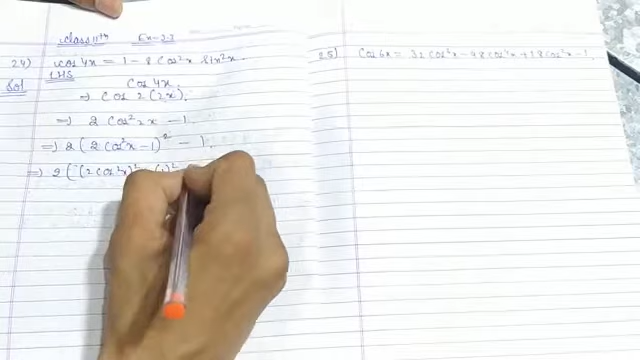 Class 11th Ex-3.3
24) cos 4x = 1 - 8 cos²x sin²x.
Sol LHS
Cos 4x.
⇒ Cos 2(2x).
⇒ 2 Cos² 2x - 1
⇒ 2(2 cos²x - 1)² - 1.
⇒ 2[(2 cos²x)² + (1)²
25) Cos 6x = 32 cos⁶x - 48 cos⁴x + 18 cos²x - 1.